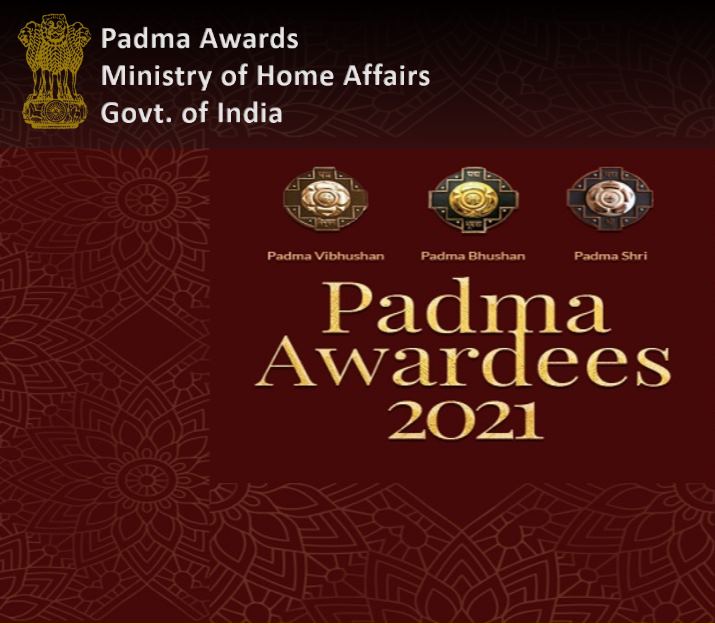 Padma Awards
Ministry of Home Affairs
Govt. of India
Padma Vibhushan Padma Bhushan Padma Shri
Padma
Awardees
2021